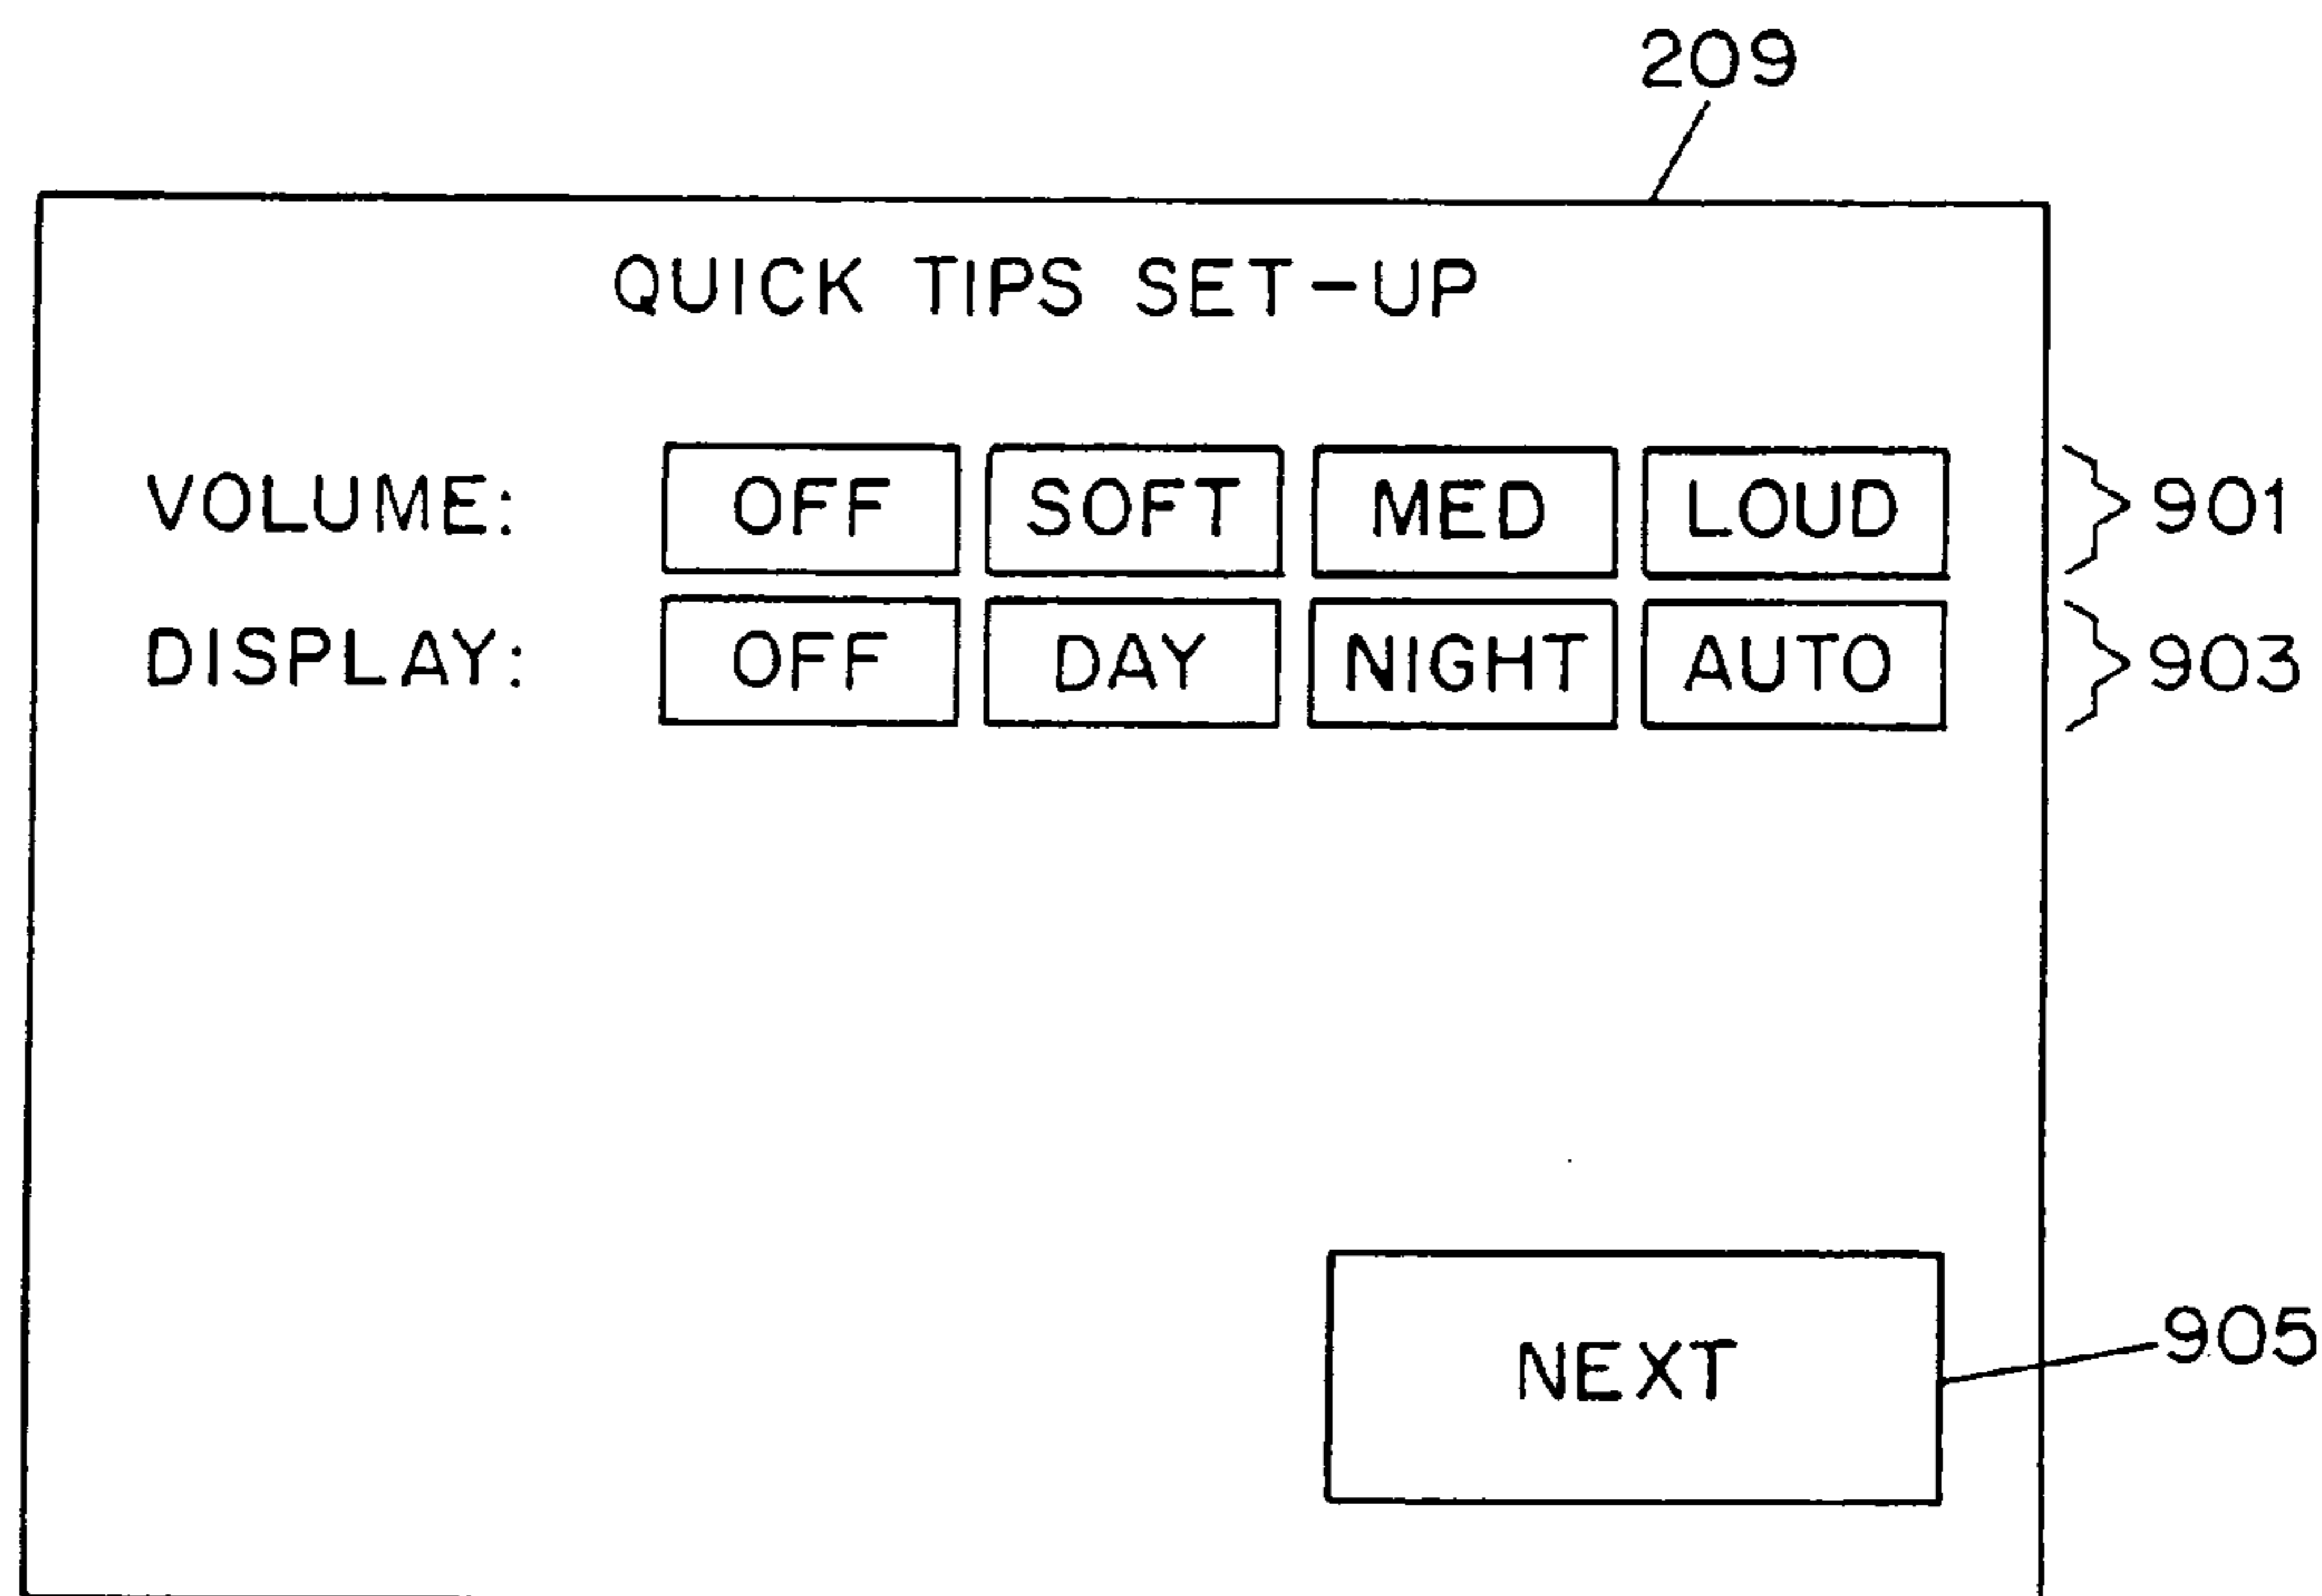 209
QUICK TIPS SET-UP
VOLUME: OFF SOFT MED LOUD 901
DISPLAY: OFF DAY NIGHT AUTO 903
NEXT 905